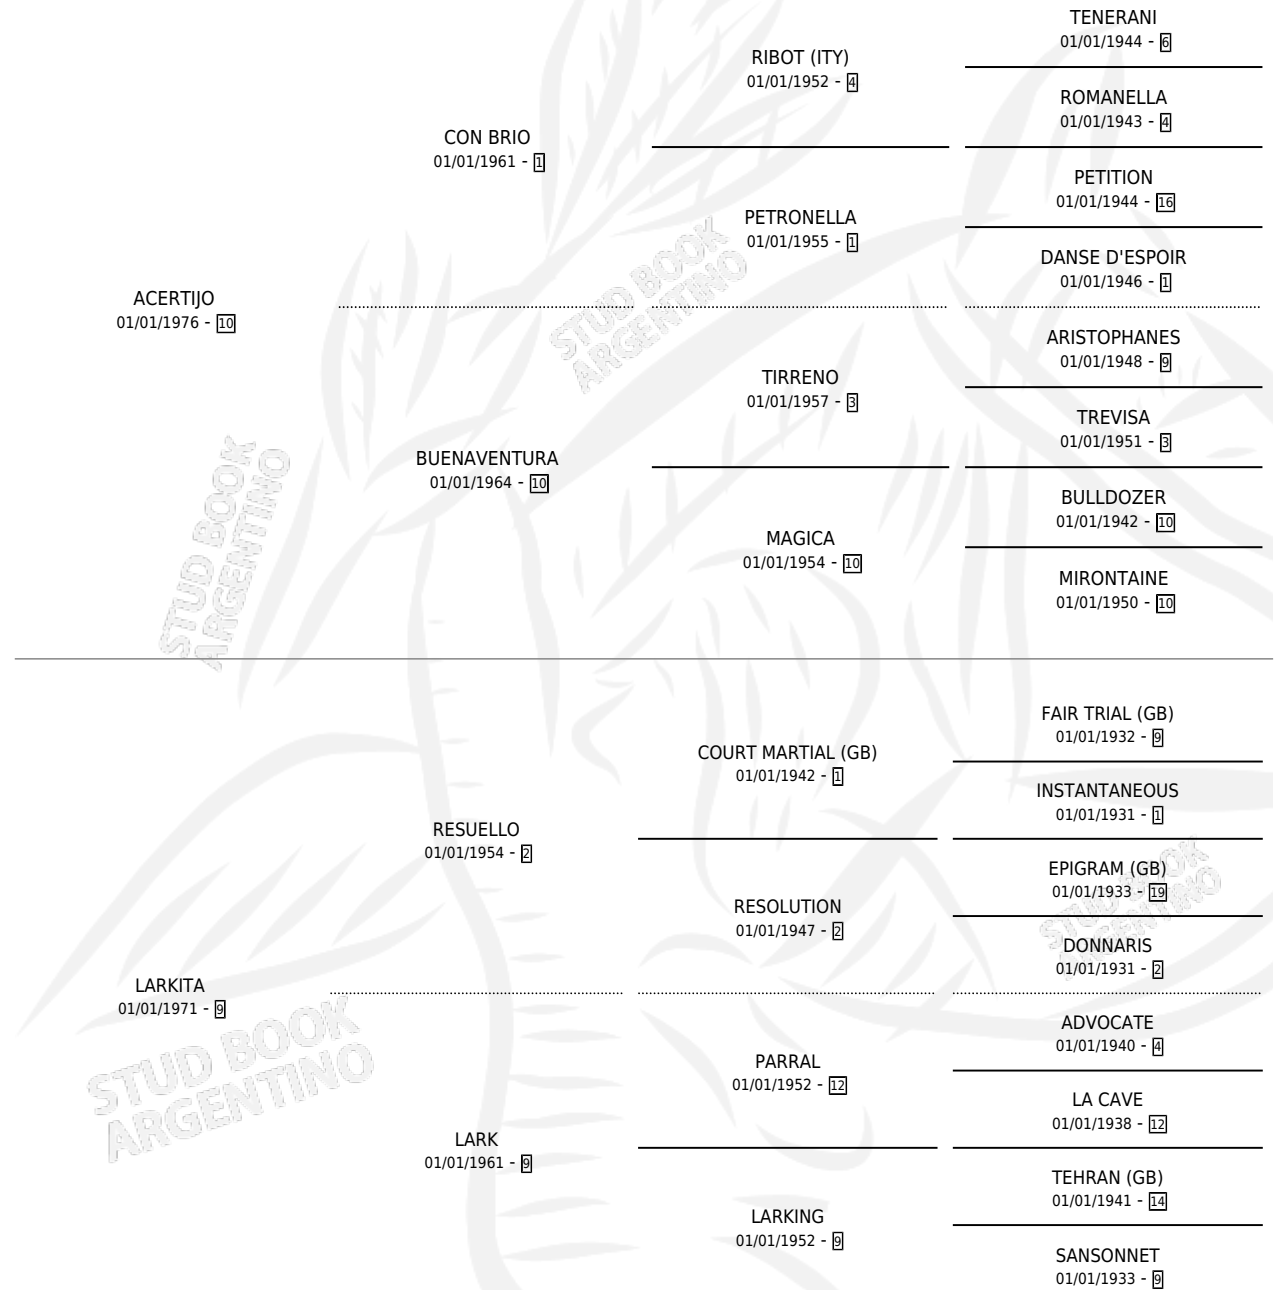 TENERANI
01/01/1944 - 6
RIBOT (ITY)
01/01/1952 - 4
ROMANELLA
01/01/1943 - 4
CON BRIO
01/01/1961 - 1
PETITION
01/01/1944 - 16
PETRONELLA
01/01/1955 - 1
DANSE D'ESPOIR
01/01/1946 - 1
ACERTIJO
01/01/1976 - 10
ARISTOPHANES
01/01/1948 - 9
TIRRENO
01/01/1957 - 3
TREVISA
01/01/1951 - 3
BUENAVENTURA
01/01/1964 - 10
BULLDOZER
01/01/1942 - 10
MAGICA
01/01/1954 - 10
MIRONTAINE
01/01/1950 - 10
STUD BOOK
ARGENTINO
STUD BOOK
ARGENTINO
FAIR TRIAL (GB)
01/01/1932 - 9
COURT MARTIAL (GB)
01/01/1942 - 1
INSTANTANEOUS
01/01/1931 - 1
RESUELLO
01/01/1954 - 2
EPIGRAM (GB)
01/01/1933 - 19
RESOLUTION
01/01/1947 - 2
DONNARIS
01/01/1931 - 2
LARKITA
01/01/1971 - 9
ADVOCATE
01/01/1940 - 4
PARRAL
01/01/1952 - 12
LA CAVE
01/01/1938 - 12
LARK
01/01/1961 - 9
TEHRAN (GB)
01/01/1941 - 14
LARKING
01/01/1952 - 9
SANSONNET
01/01/1933 - 9
STUD BOOK
ARGENTINO
STUD BOOK
ARGENTINO